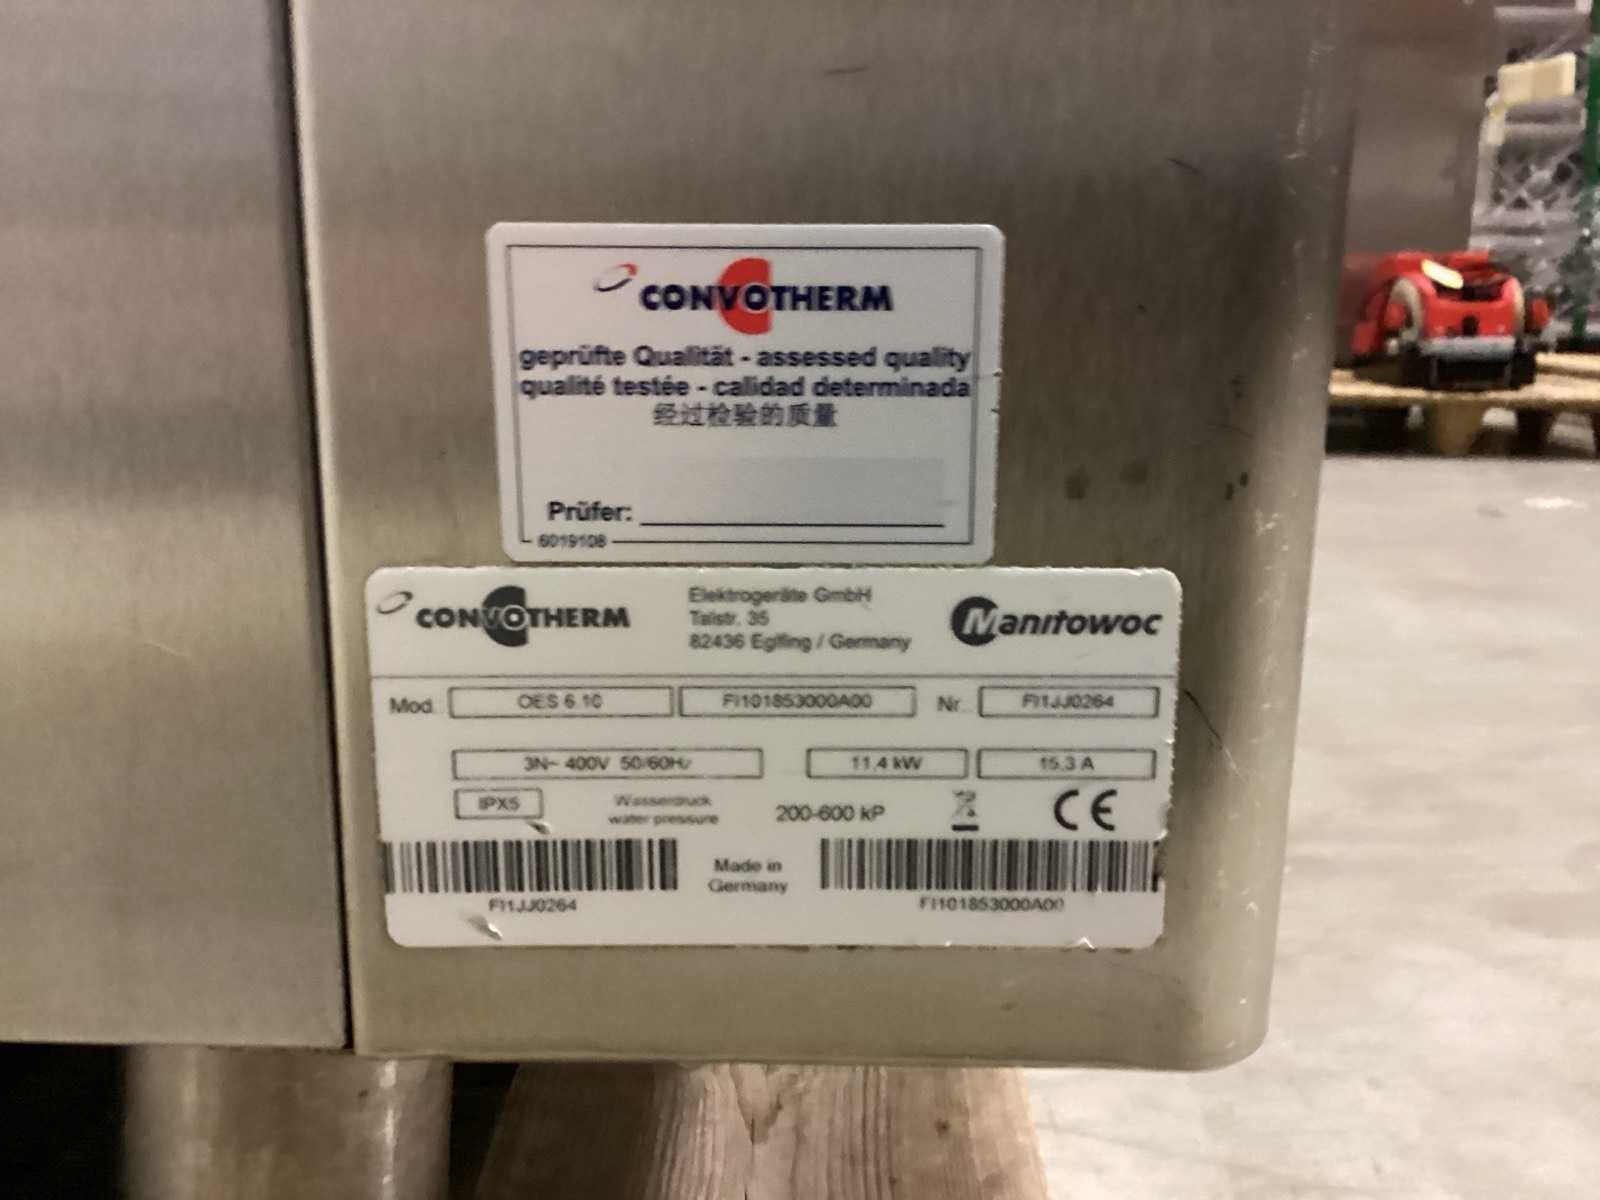 CONVOTHERM
geprüfte Qualität - assessed quality
qualité testée - calidad determinada
经过检验的质量
Prüfer:
6019108
CONVOTHERM
Elektrogeräte GmbH
Talstr. 35
82436 Eglfing / Germany
Manitowoc
Mod. OES 6.10 FI101853000A00 Nr. FI1JJ0264
3N~ 400V 50/60Hz 11,4 kW 15,3 A
IPX5 Wasserdruck
water pressure 200-600 kP CE
Made in
Germany
FI1JJ0264 FI101853000A00